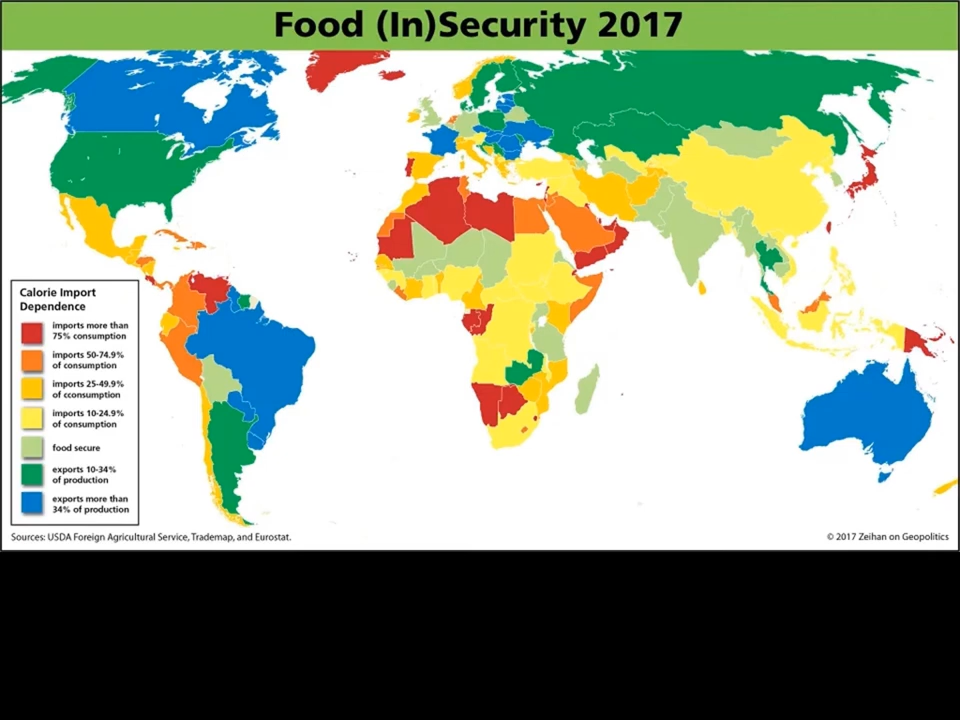 Food (In)Security 2017
Calorie Import
Dependence
imports more than
75% consumption
imports 50-74.9%
of consumption
imports 25-49.9%
of consumption
imports 10-24.9%
of consumption
food secure
exports 10-34%
of production
exports more than
34% of production
Sources: USDA Foreign Agricultural Service, Trademap, and Eurostat.
© 2017 Zeihan on Geopolitics